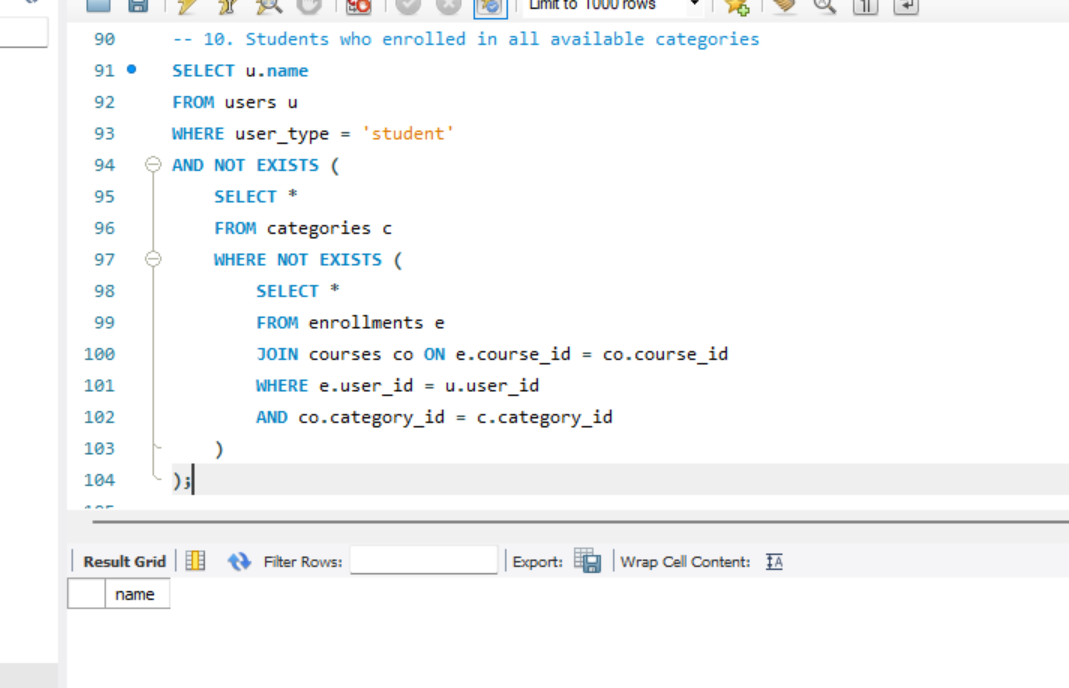 Limit to 1000 rows
90 -- 10. Students who enrolled in all available categories
91 SELECT u.name
92 FROM users u
93 WHERE user_type = 'student'
94 AND NOT EXISTS (
95 SELECT *
96 FROM categories c
97 WHERE NOT EXISTS (
98 SELECT *
99 FROM enrollments e
100 JOIN courses co ON e.course_id = co.course_id
101 WHERE e.user_id = u.user_id
102 AND co.category_id = c.category_id
103 )
104 );
Result Grid Filter Rows: Export: Wrap Cell Content:
name